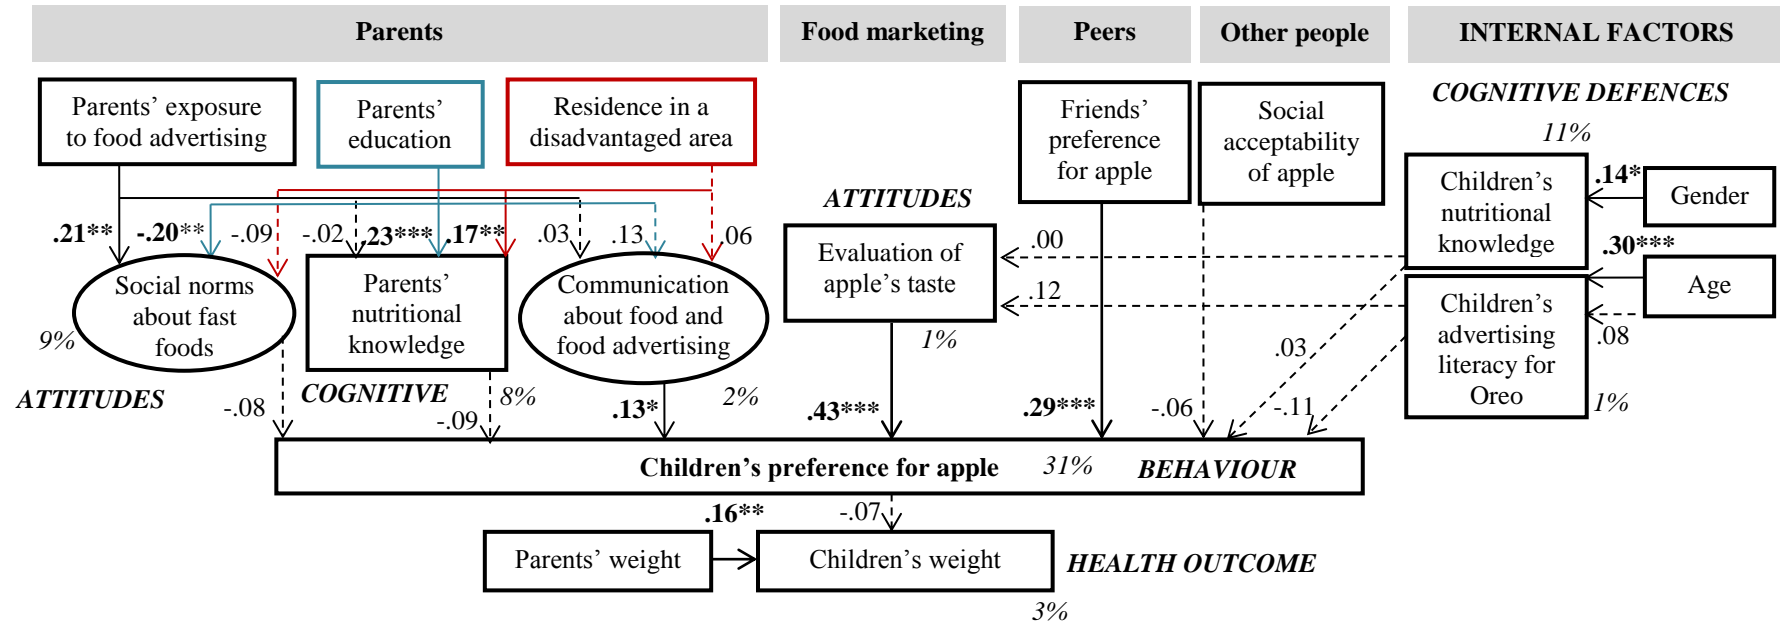 Parents
Food marketing
Peers
Other people
INTERNAL FACTORS
Parents’ exposure
to food advertising
Parents’
education
Residence in a
disadvantaged area
Friends’
preference
for apple
Social
acceptability
of apple
COGNITIVE DEFENCES
11%
Children’s
nutritional
knowledge
.14*
Gender
.30***
Age
.08
Children’s
advertising
literacy for
Oreo
1%
ATTITUDES
Evaluation of
apple’s taste
1%
.00
.12
.21**
-.20**
-.09
-.02
.23***
.17**
.03
.13
.06
Social norms
about fast
foods
9%
ATTITUDES
Parents’
nutritional
knowledge
COGNITIVE
8%
Communication
about food and
food advertising
2%
-.08
-.09
.13*
.43***
.29***
-.06
.03
-.11
Children’s preference for apple
31%
BEHAVIOUR
.16**
-.07
Parents’ weight
Children’s weight
HEALTH OUTCOME
3%